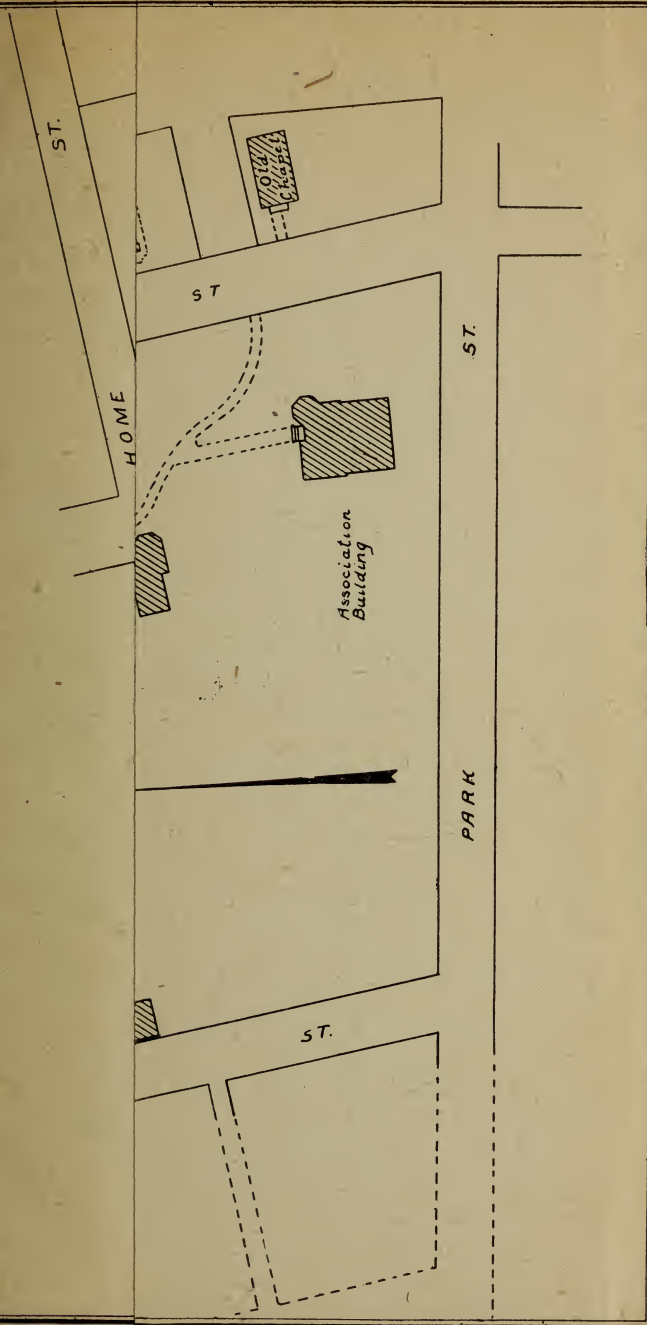 ST.
HOME
ST
Old
Chapel
ST.
Association
Building
PARK
ST.